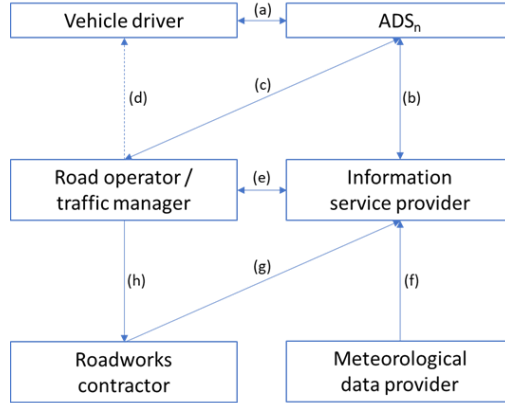 Vehicle driver
(a)
ADSn
(d)
(c)
(b)
Road operator /
traffic manager
(e)
Information
service provider
(h)
(g)
(f)
Roadworks
contractor
Meteorological
data provider